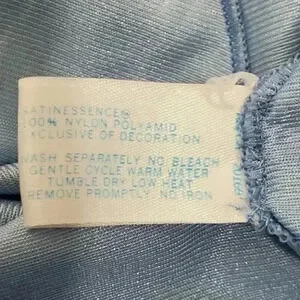 ATINESSENCE®
100% NYLON POLYAMID
EXCLUSIVE OF DECORATION
WASH SEPARATELY NO BLEACH
GENTLE CYCLE WARM WATER
TUMBLE DRY LOW HEAT
REMOVE PROMPTLY NO IRON